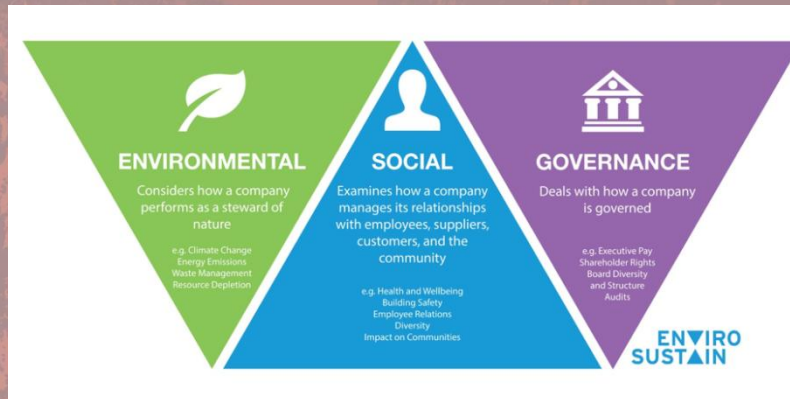 ENVIRONMENTAL
Considers how a company
performs as a steward of
nature
e.g. Climate Change
Energy Emissions
Waste Management
Resource Depletion
SOCIAL
Examines how a company
manages its relationships
with employees, suppliers,
customers, and the
community
e.g. Health and Wellbeing
Building Safety
Employee Relations
Diversity
Impact on Communities
GOVERNANCE
Deals with how a company
is governed
e.g. Executive Pay
Shareholder Rights
Board Diversity
and Structure
Audits
ENVIRO
SUSTAIN